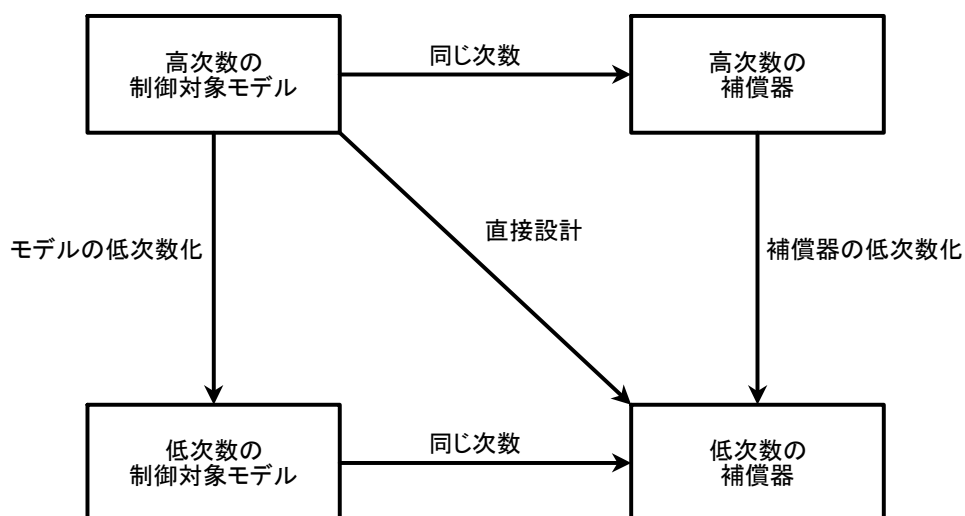 高次数の
制御対象モデル
同じ次数
高次数の
補償器
モデルの低次数化
直接設計
補償器の低次数化
低次数の
制御対象モデル
同じ次数
低次数の
補償器